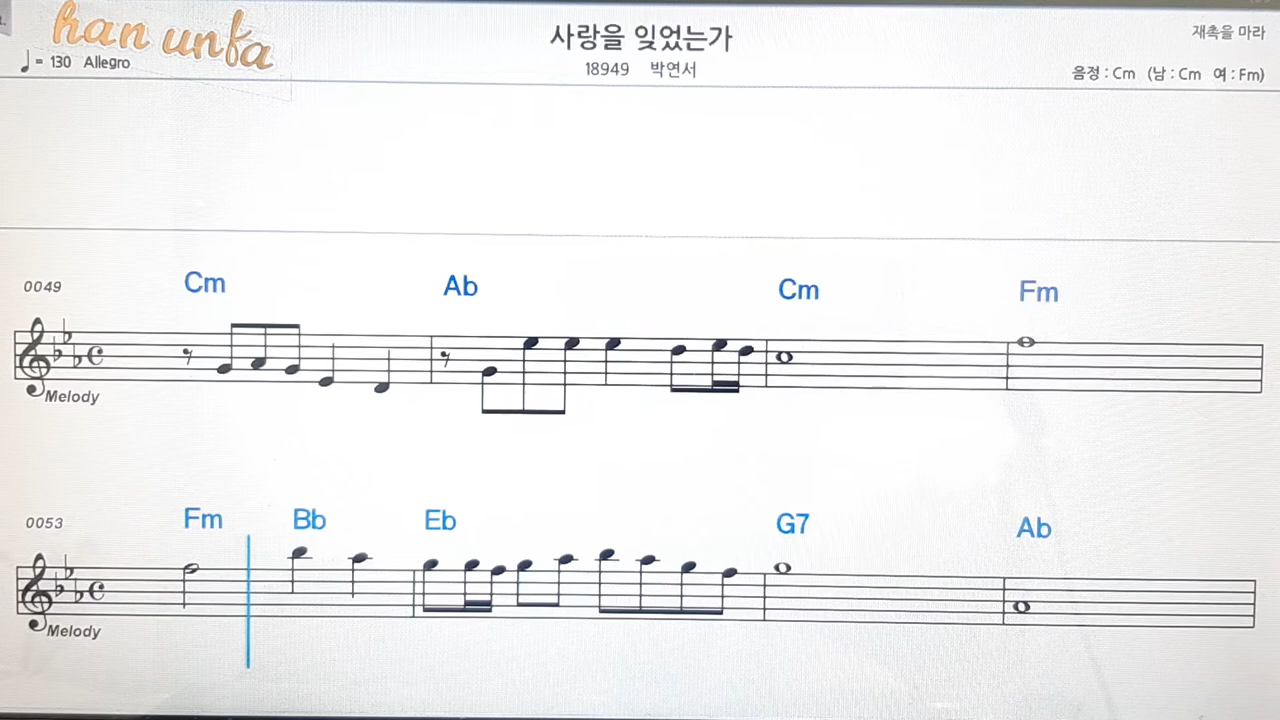 han unfa
사랑을 잊었는가
재촉을 마라
♩= 130 Allegro
18949 박연서
음정 : Cm (남 : Cm 여 : Fm)
0049
Cm Ab Cm Fm
Melody
0053
Fm Bb Eb G7 Ab
Melody